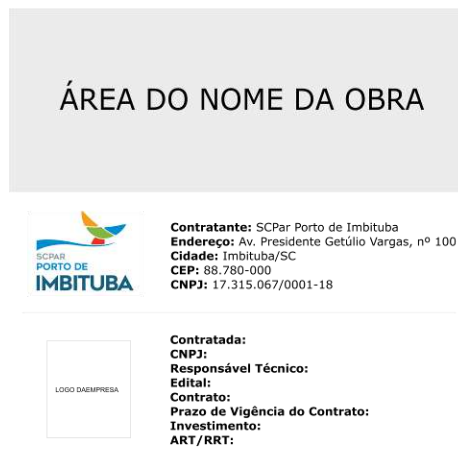 ÁREA DO NOME DA OBRA
SCPAR
PORTO DE
IMBITUBA
Contratante: SCPar Porto de Imbituba
Endereço: Av. Presidente Getúlio Vargas, nº 100
Cidade: Imbituba/SC
CEP: 88.780-000
CNPJ: 17.315.067/0001-18
LOGO DAEMPRESA
Contratada:
CNPJ:
Responsável Técnico:
Edital:
Contrato:
Prazo de Vigência do Contrato:
Investimento:
ART/RRT: